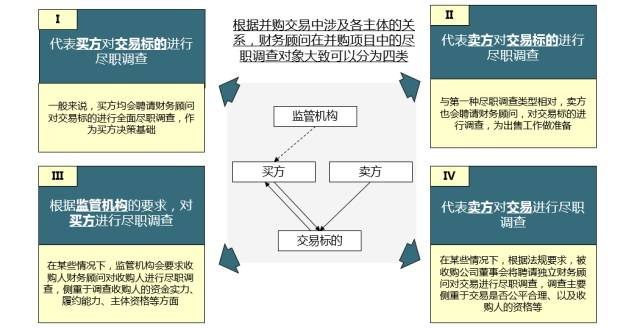 I
代表买方对交易标的进行
尽职调查
一般来说，买方均会聘请财务顾问
对交易标的进行全面尽职调查，作
为买方决策基础
根据并购交易中涉及各主体的关
系，财务顾问在并购项目中的尽
职调查对象大致可以分为四类
II
代表卖方对交易标的进行
尽职调查
与第一种尽职调查类型相对，卖方
也会聘请财务顾问，对交易标的进
行调查，为出售工作做准备
监管机构
买方
卖方
交易标的
III
根据监管机构的要求，对
买方进行尽职调查
在某些情况下，监管机构会要求收
购人财务顾问对收购人进行尽职调
查，侧重于调查收购人的资金实力、
履约能力、主体资格等方面
IV
代表卖方对交易进行尽职
调查
在某些情况下，根据法规要求，被
收购公司董事会将聘请独立财务顾
问对交易进行尽职调查，调查主要
侧重于交易是否公平合理、以及收
购人的资格等